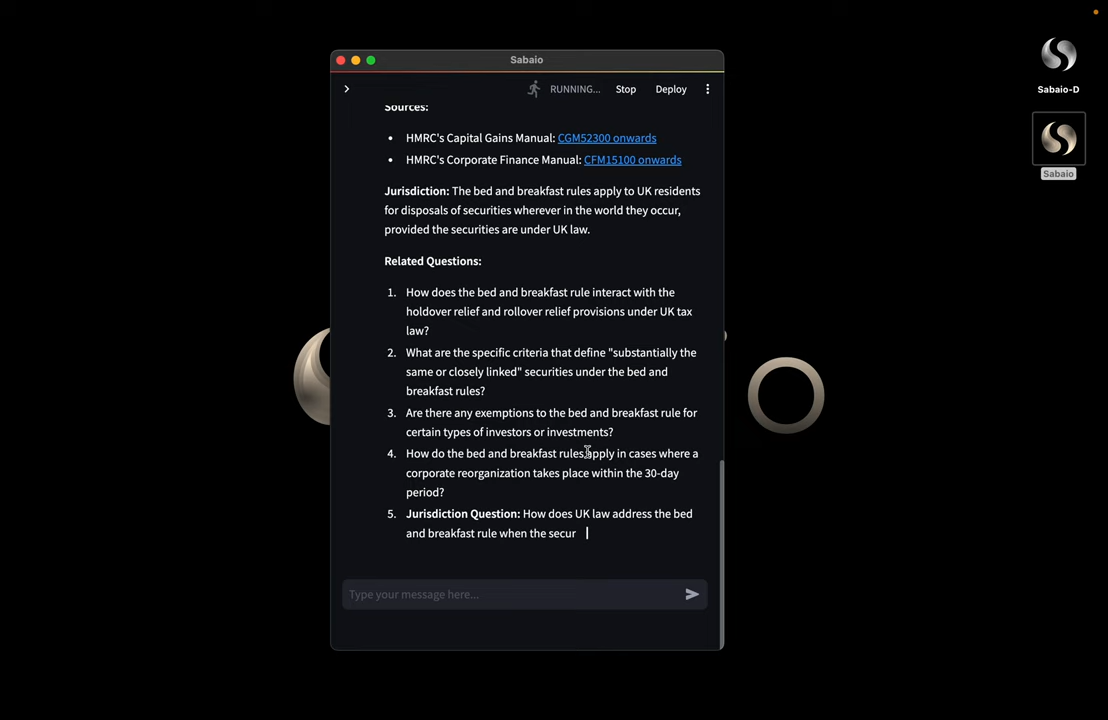 Sabaio
RUNNING...
Stop
Deploy
Sources:
• HMRC's Capital Gains Manual: CGM52300 onwards
• HMRC's Corporate Finance Manual: CFM15100 onwards
Jurisdiction: The bed and breakfast rules apply to UK residents
for disposals of securities wherever in the world they occur,
provided the securities are under UK law.
Related Questions:
1. How does the bed and breakfast rule interact with the
holdover relief and rollover relief provisions under UK tax
law?
2. What are the specific criteria that define "substantially the
same or closely linked" securities under the bed and
breakfast rules?
3. Are there any exemptions to the bed and breakfast rule for
certain types of investors or investments?
4. How do the bed and breakfast rules apply in cases where a
corporate reorganization takes place within the 30-day
period?
5. Jurisdiction Question: How does UK law address the bed
and breakfast rule when the secur
Type your message here...
Sabaio-D
Sabaio